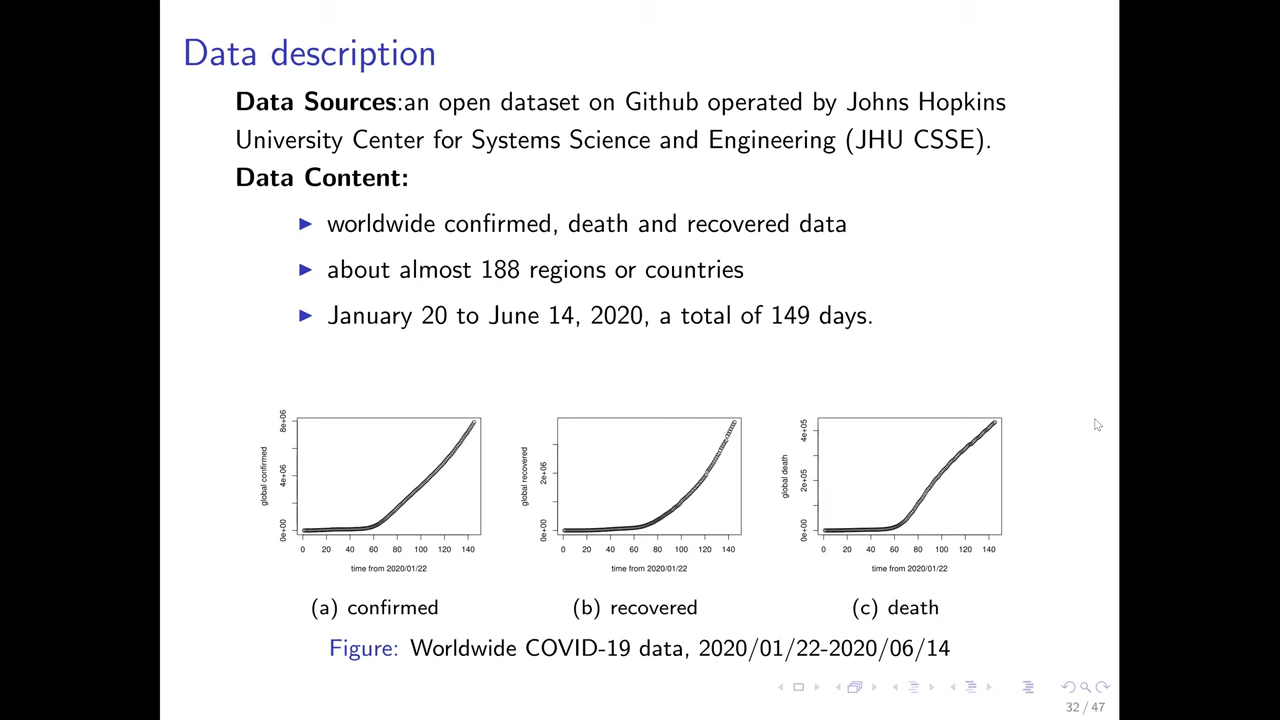 Data description
Data Sources:an open dataset on Github operated by Johns Hopkins
University Center for Systems Science and Engineering (JHU CSSE).
Data Content:
worldwide confirmed, death and recovered data
about almost 188 regions or countries
January 20 to June 14, 2020, a total of 149 days.
global confirmed
0e+00 4e+06 8e+06
0 20 40 60 80 100 120 140
time from 2020/01/22
(a) confirmed
global recovered
0e+00 2e+06
0 20 40 60 80 100 120 140
time from 2020/01/22
(b) recovered
global death
0e+00 2e+05 4e+05
0 20 40 60 80 100 120 140
time from 2020/01/22
(c) death
Figure: Worldwide COVID-19 data, 2020/01/22-2020/06/14
32 / 47